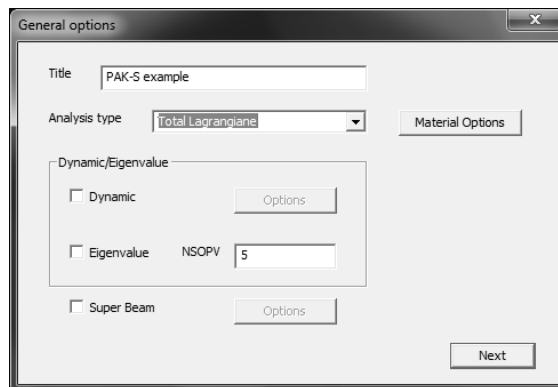 General options
x
Title
PAK-S example
Analysis type
Total Lagrangiane
Material Options
Dynamic/Eigenvalue
Dynamic
Options
Eigenvalue
NSOPV
5
Super Beam
Options
Next